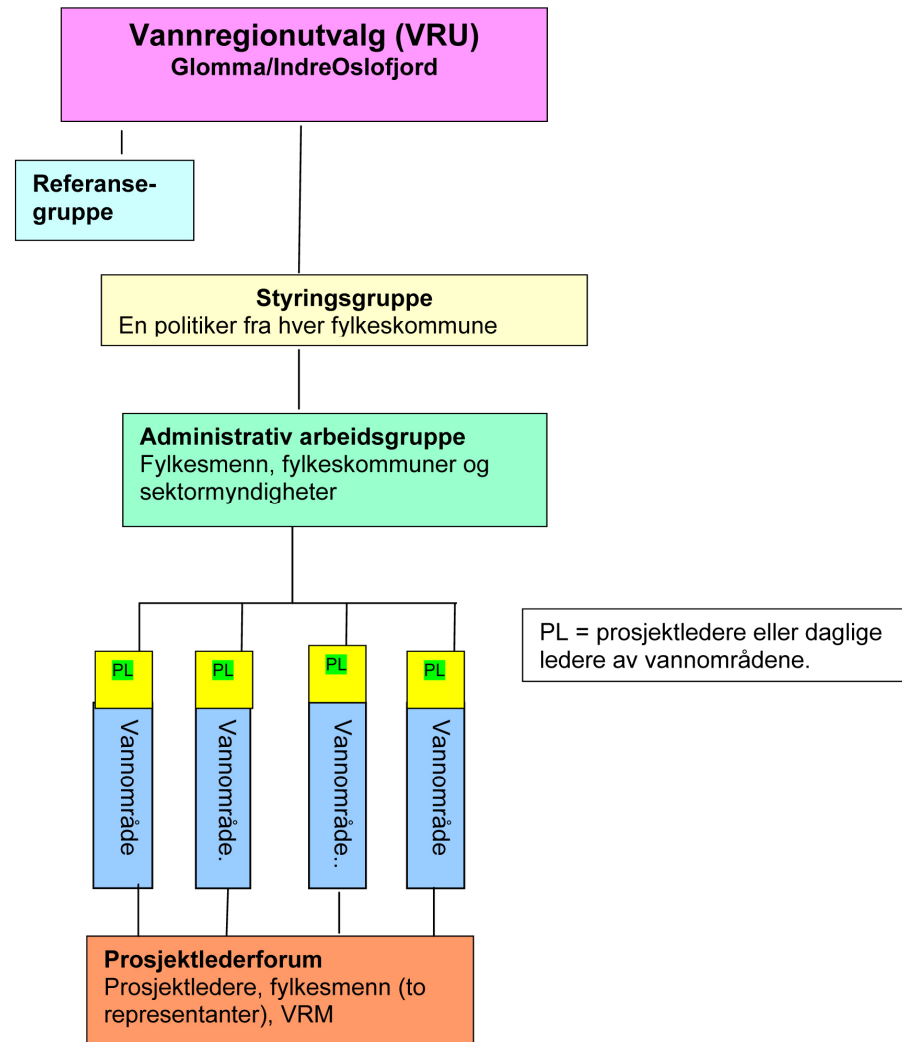 Vannregionutvalg (VRU)
Glomma/IndreOslofjord
Referanse-
gruppe
Styringsgruppe
En politiker fra hver fylkeskommune
Administrativ arbeidsgruppe
Fylkesmenn, fylkeskommuner og
sektormyndigheter
PL = prosjektledere eller daglige
ledere av vannområdene.
PL
PL
PL
PL
Vannområde
Vannområde.
Vannområde..
Vannområde
Prosjektlederforum
Prosjektledere, fylkesmenn (to
representanter), VRM